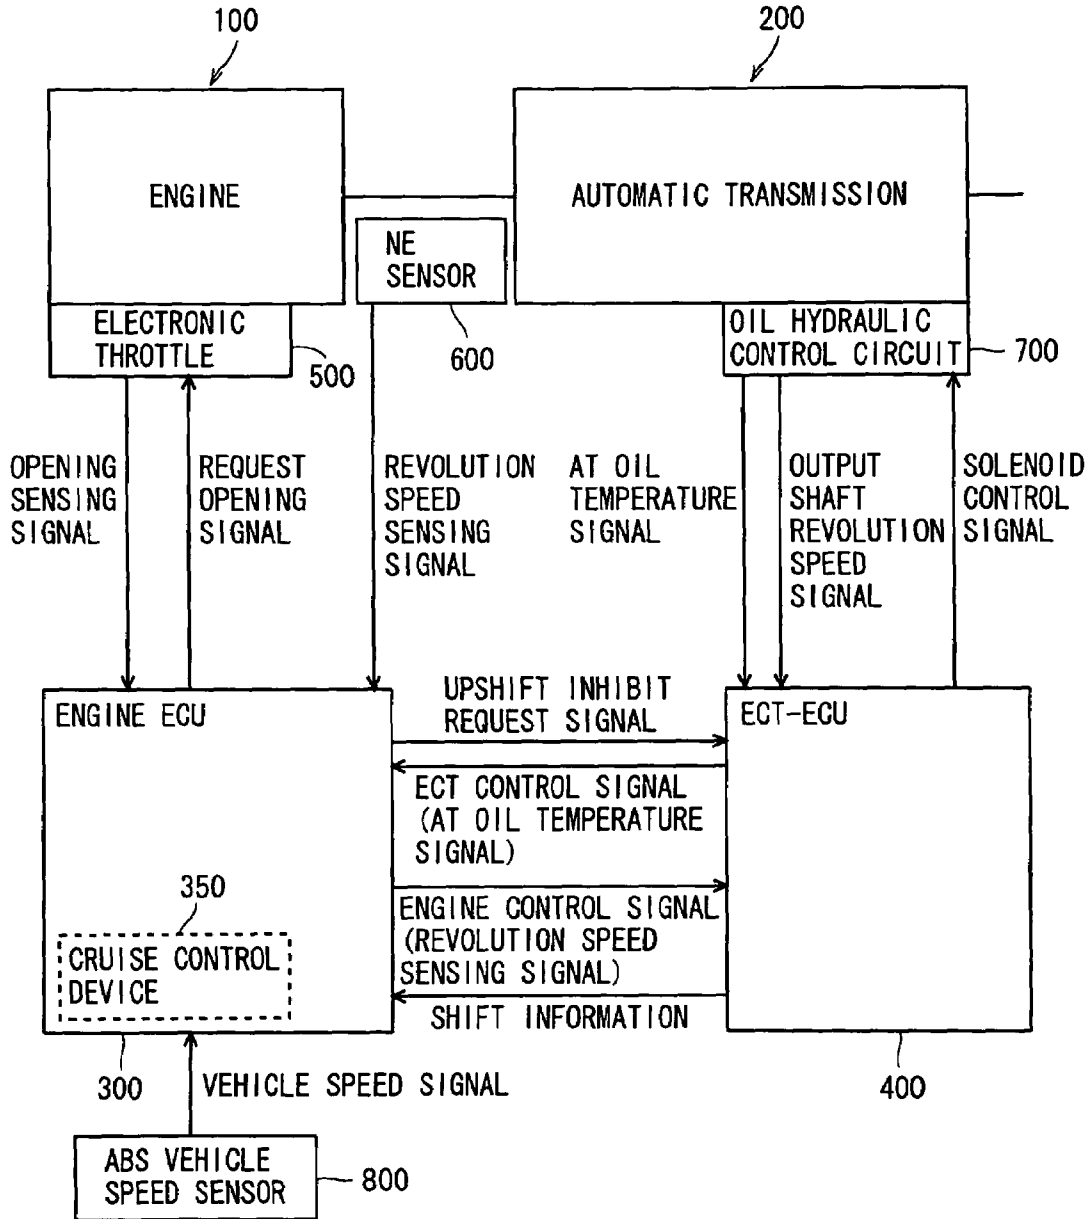 100
200
ENGINE
AUTOMATIC TRANSMISSION
NE
SENSOR
600
ELECTRONIC
THROTTLE
500
OIL HYDRAULIC
CONTROL CIRCUIT
700
OPENING
SENSING
SIGNAL
REQUEST
OPENING
SIGNAL
REVOLUTION
SPEED
SENSING
SIGNAL
AT OIL
TEMPERATURE
SIGNAL
OUTPUT
SHAFT
REVOLUTION
SPEED
SIGNAL
SOLENOID
CONTROL
SIGNAL
ENGINE ECU
UPSHIFT INHIBIT
REQUEST SIGNAL
ECT-ECU
ECT CONTROL SIGNAL
(AT OIL TEMPERATURE
SIGNAL)
350
CRUISE CONTROL
DEVICE
ENGINE CONTROL SIGNAL
(REVOLUTION SPEED
SENSING SIGNAL)
SHIFT INFORMATION
300
VEHICLE SPEED SIGNAL
400
ABS VEHICLE
SPEED SENSOR
800